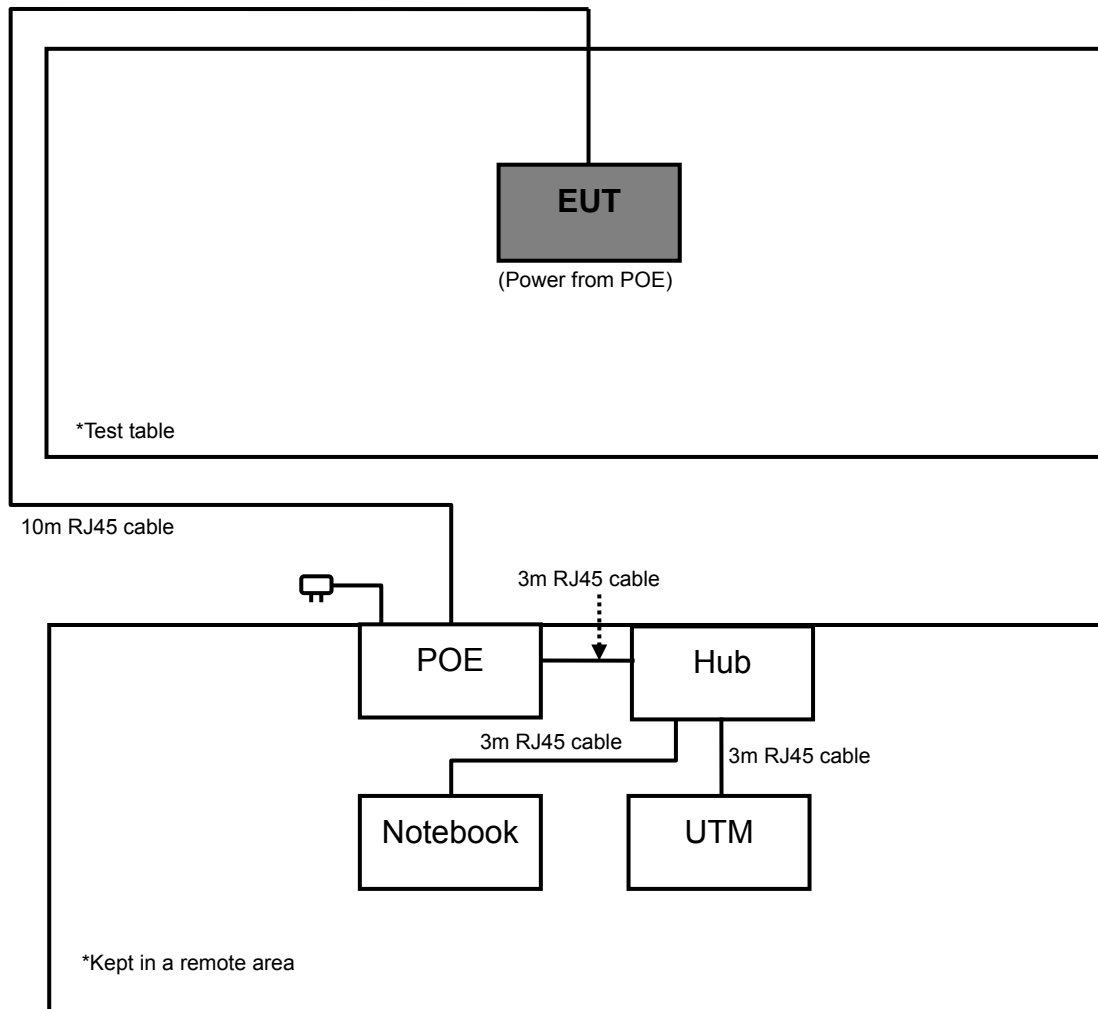 EUT
(Power from POE)
*Test table
10m RJ45 cable
3m RJ45 cable
POE
Hub
3m RJ45 cable
3m RJ45 cable
Notebook
UTM
*Kept in a remote area